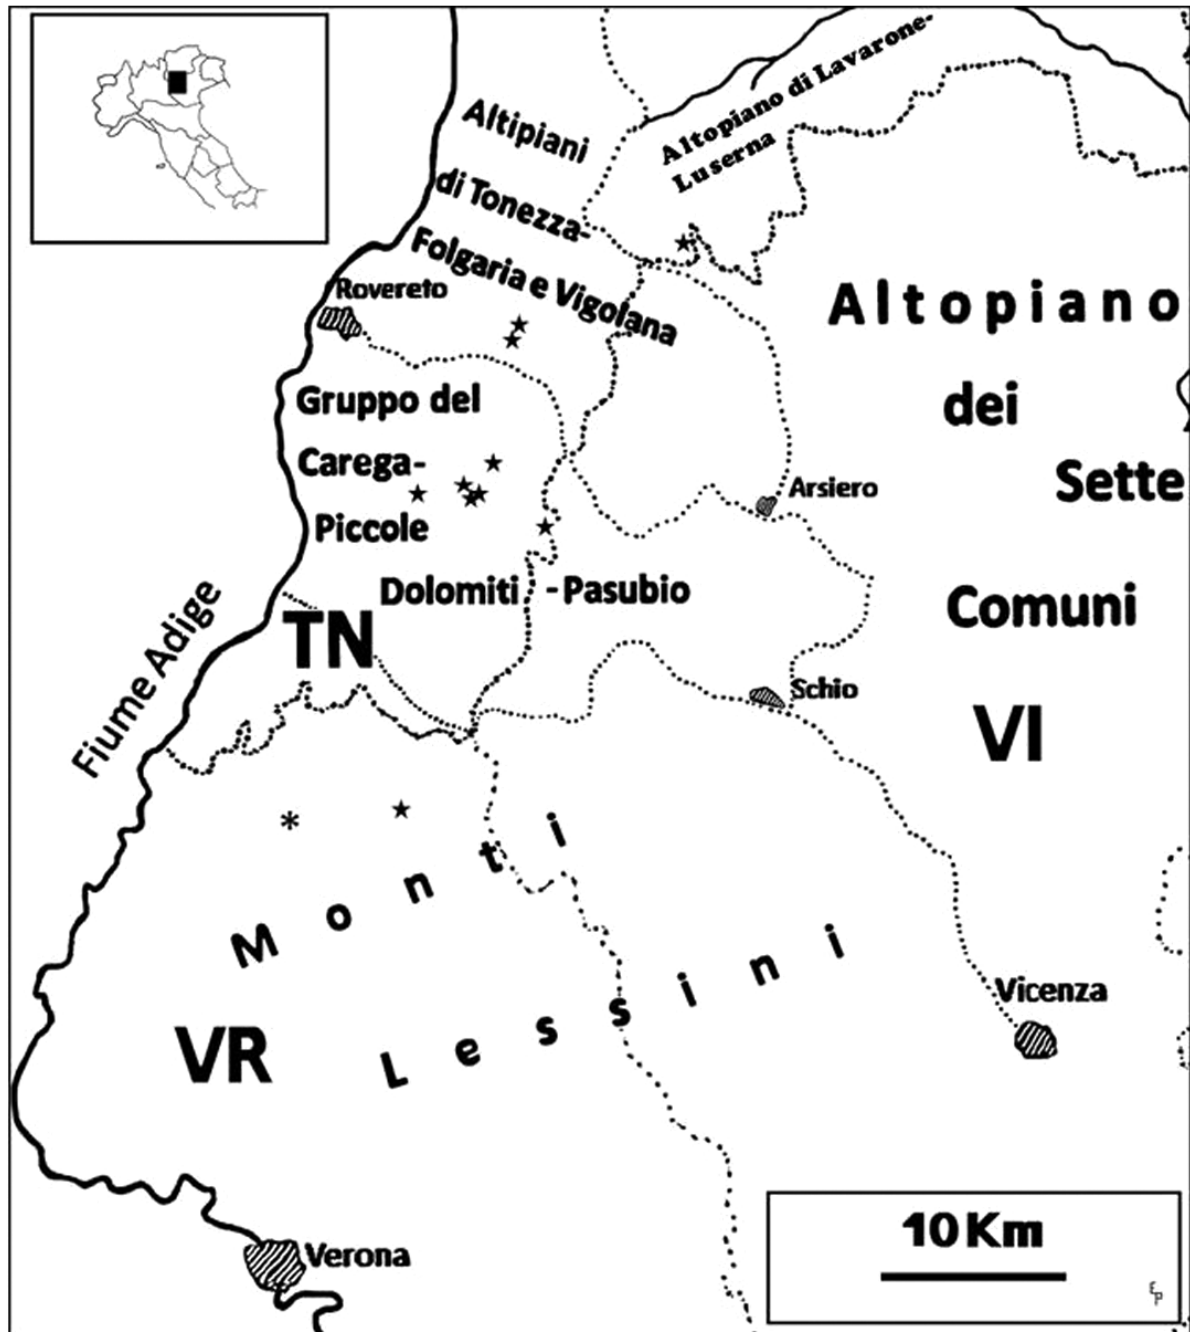 Altopiano di Lavarone-
Luserna
Altipiani
di Tonezza-
Folgaria e Vigolana
Rovereto
Altopiano
dei
Sette
Comuni
Gruppo del
Carega-
Piccole
Dolomiti - Pasubio
Arsiero
TN
Fiume Adige
Schio
VI
*
Monti
Lessini
VR
Vicenza
Verona
10 Km
EP